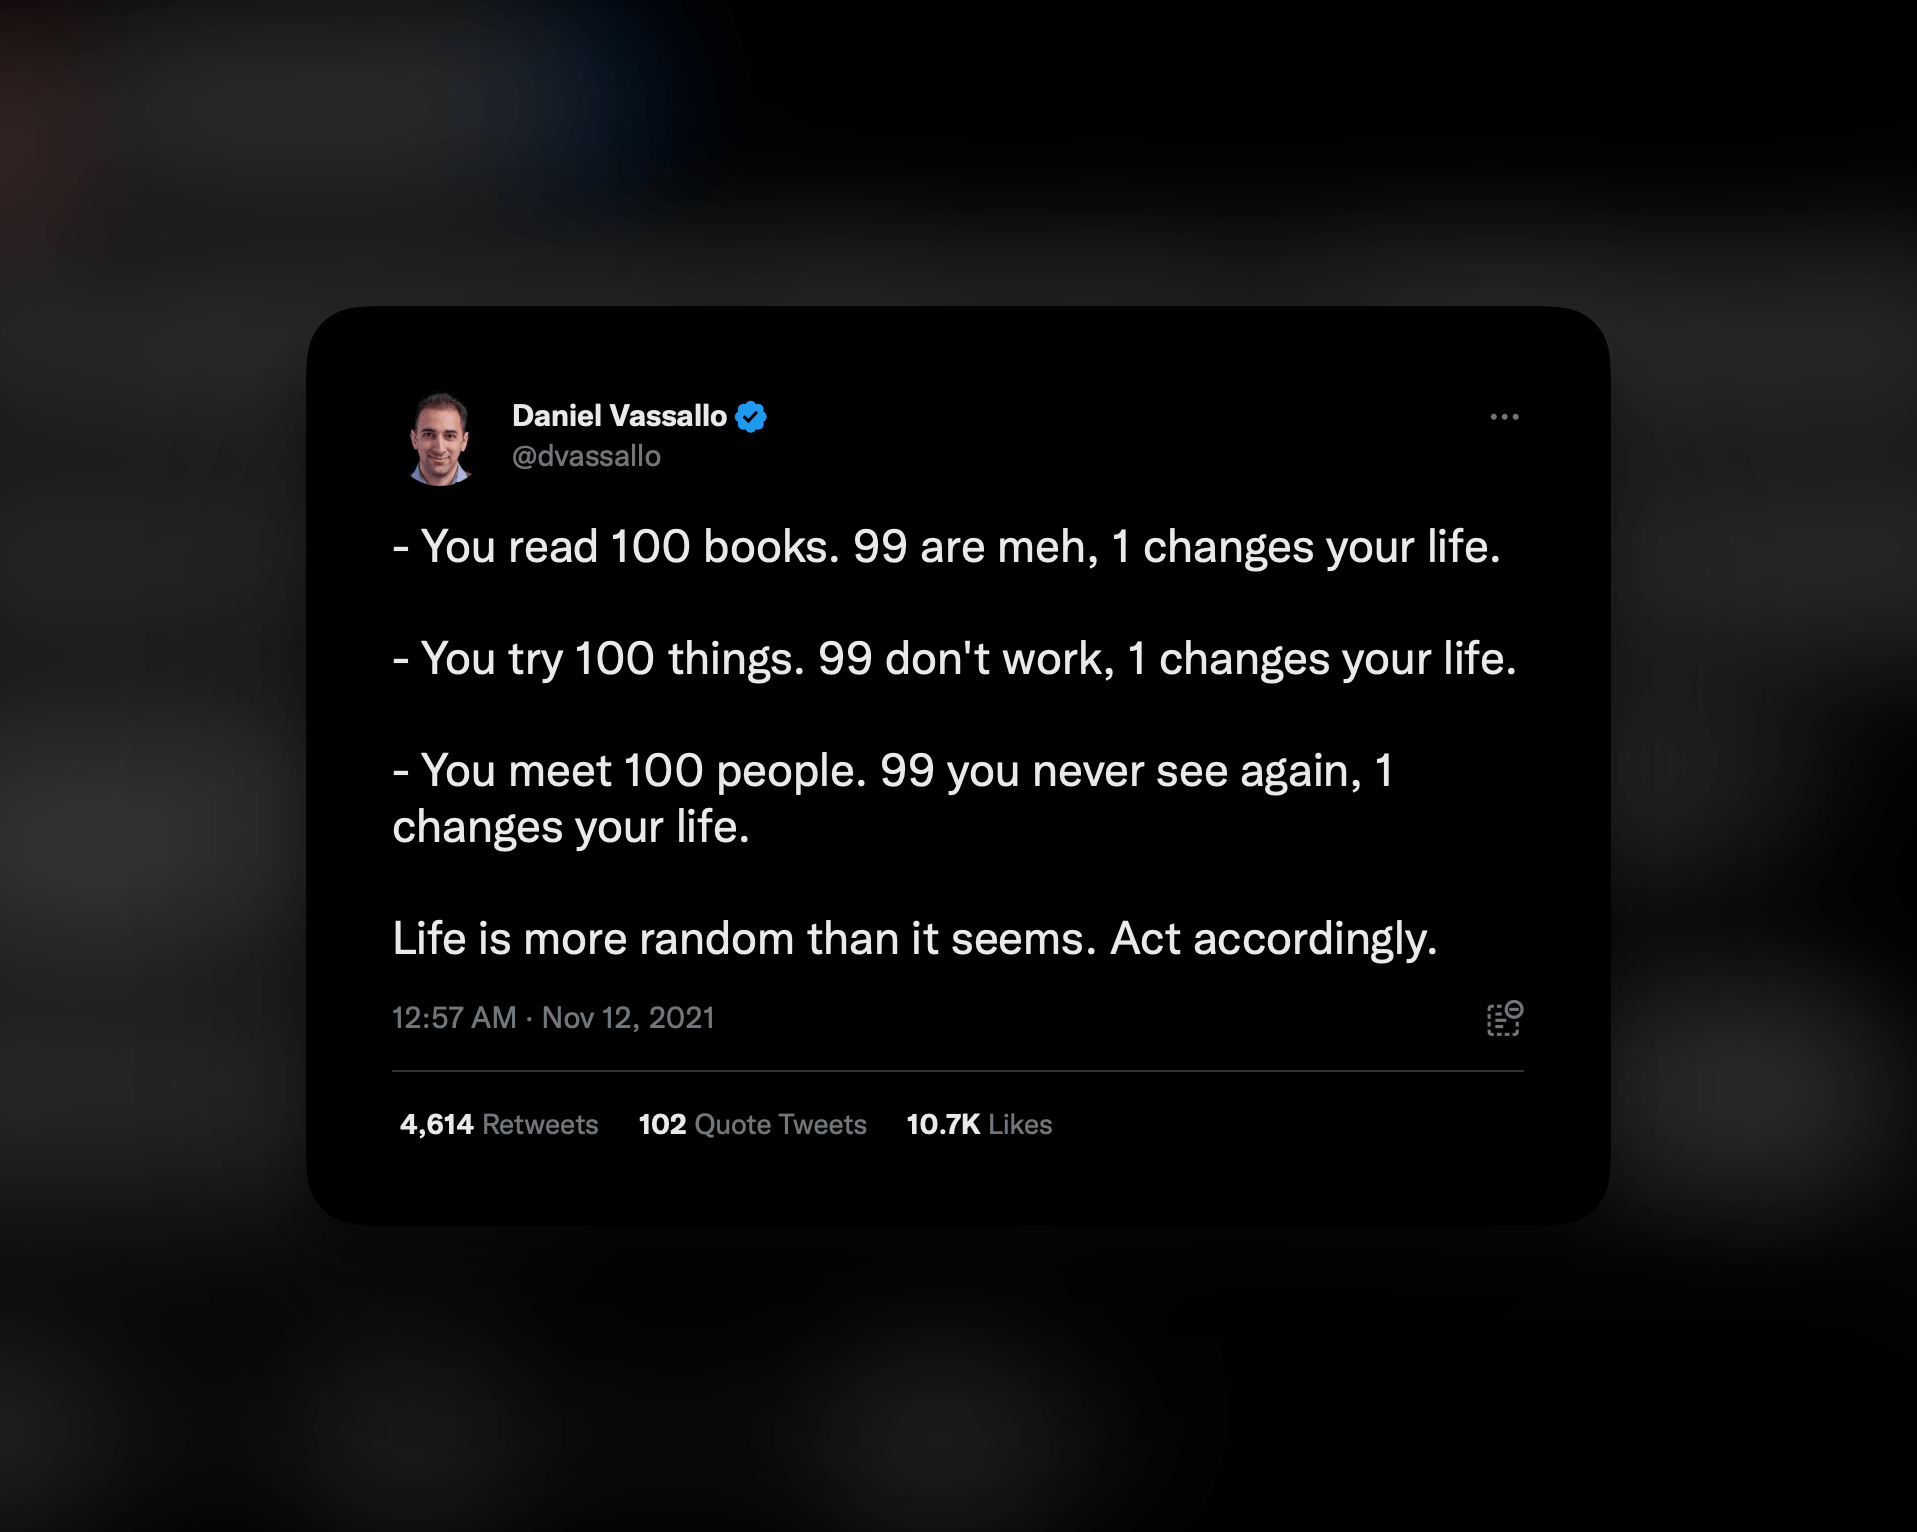 Daniel Vassallo
@dvassallo
- You read 100 books. 99 are meh, 1 changes your life.
- You try 100 things. 99 don't work, 1 changes your life.
- You meet 100 people. 99 you never see again, 1
changes your life.
Life is more random than it seems. Act accordingly.
12:57 AM · Nov 12, 2021
4,614 Retweets 102 Quote Tweets 10.7K Likes